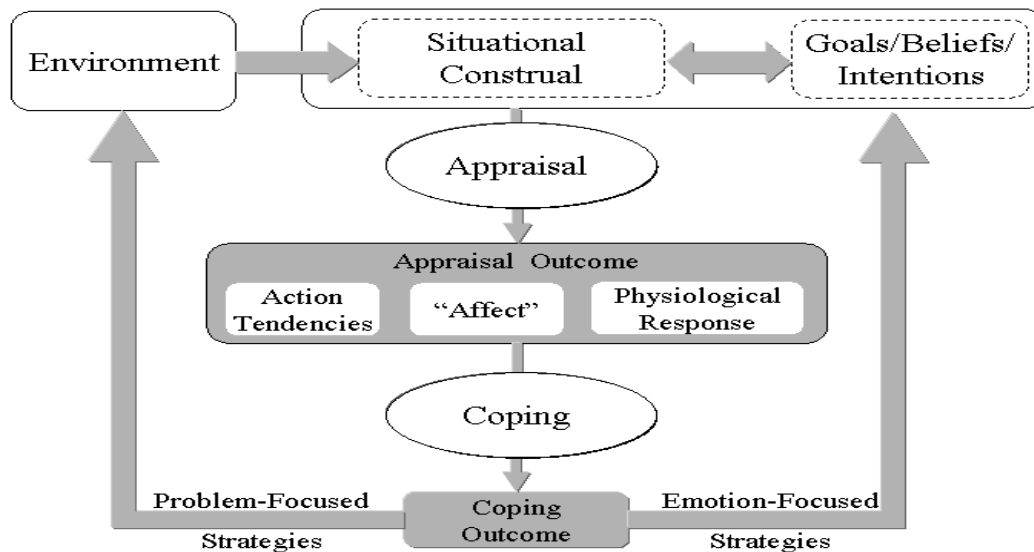 Environment
Situational
Construal
Goals/Beliefs/
Intentions
Appraisal
Appraisal Outcome
Action
Tendencies
“Affect”
Physiological
Response
Coping
Problem-Focused
Strategies
Coping
Outcome
Emotion-Focused
Strategies